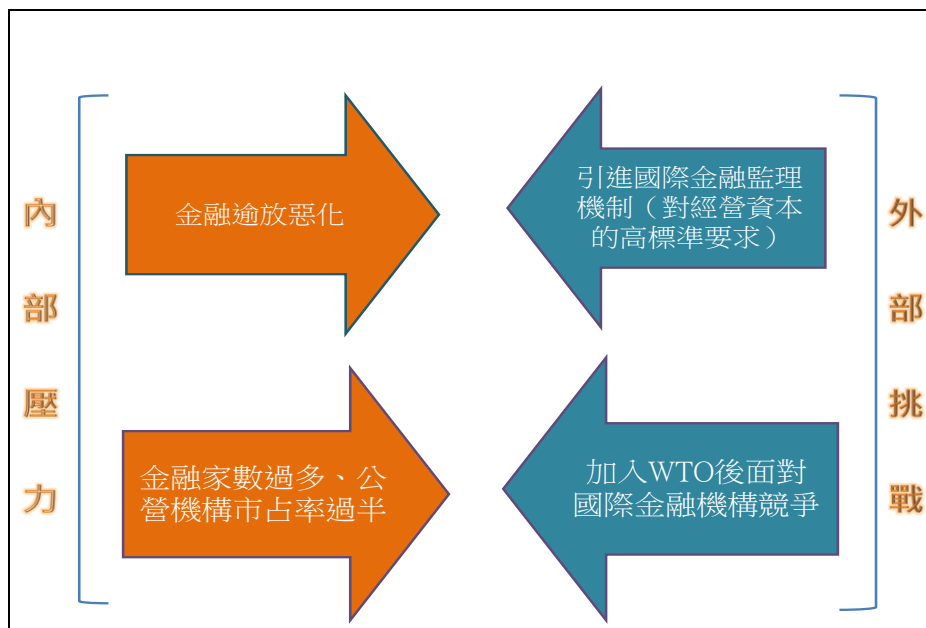 內部壓力
金融逾放惡化
金融家數過多、公
營機構市占率過半
引進國際金融監理
機制（對經營資本
的高標準要求）
加入WTO後面對
國際金融機構競爭
外部挑戰